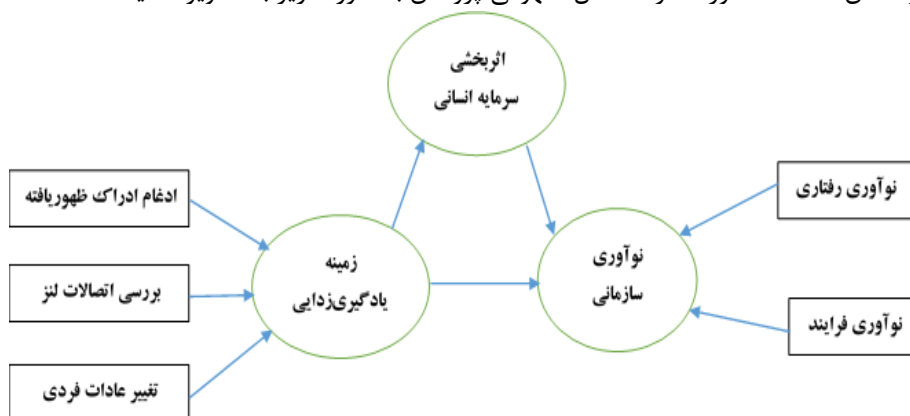 اثربخشی
سرمایه انسانی
نوآوری رفتاری
ادغام ادراک ظهوریافته
زمینه
یادگیری‌زدایی
نوآوری
سازمانی
بررسی اتصالات لنز
نوآوری فرایند
تغییر عادات فردی